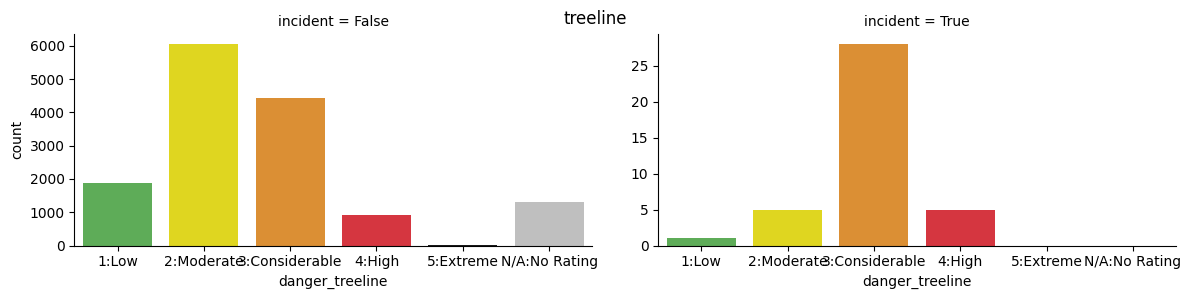 treeline
incident = False
6000
5000
4000
3000
2000
1000
0
count
1:Low
2:Moderate
3:Considerable
4:High
5:Extreme
N/A:No Rating
danger_treeline
incident = True
25
20
15
10
5
0
1:Low
2:Moderate
3:Considerable
4:High
5:Extreme
N/A:No Rating
danger_treeline